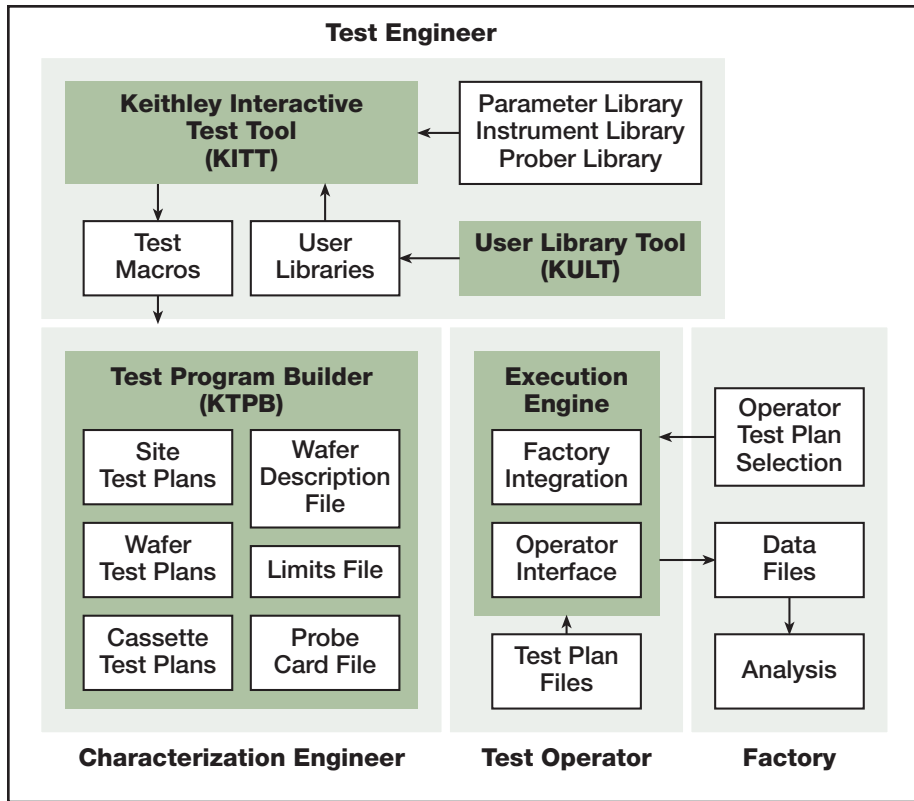 Test Engineer
Keithley Interactive
Test Tool
(KITT)
Parameter Library
Instrument Library
Prober Library
Test
Macros
User
Libraries
User Library Tool
(KULT)
Test Program Builder
(KTPB)
Site
Test Plans
Wafer
Description
File
Wafer
Test Plans
Limits File
Cassette
Test Plans
Probe
Card File
Characterization Engineer
Execution
Engine
Factory
Integration
Operator
Interface
Test Plan
Files
Test Operator
Operator
Test Plan
Selection
Data
Files
Analysis
Factory